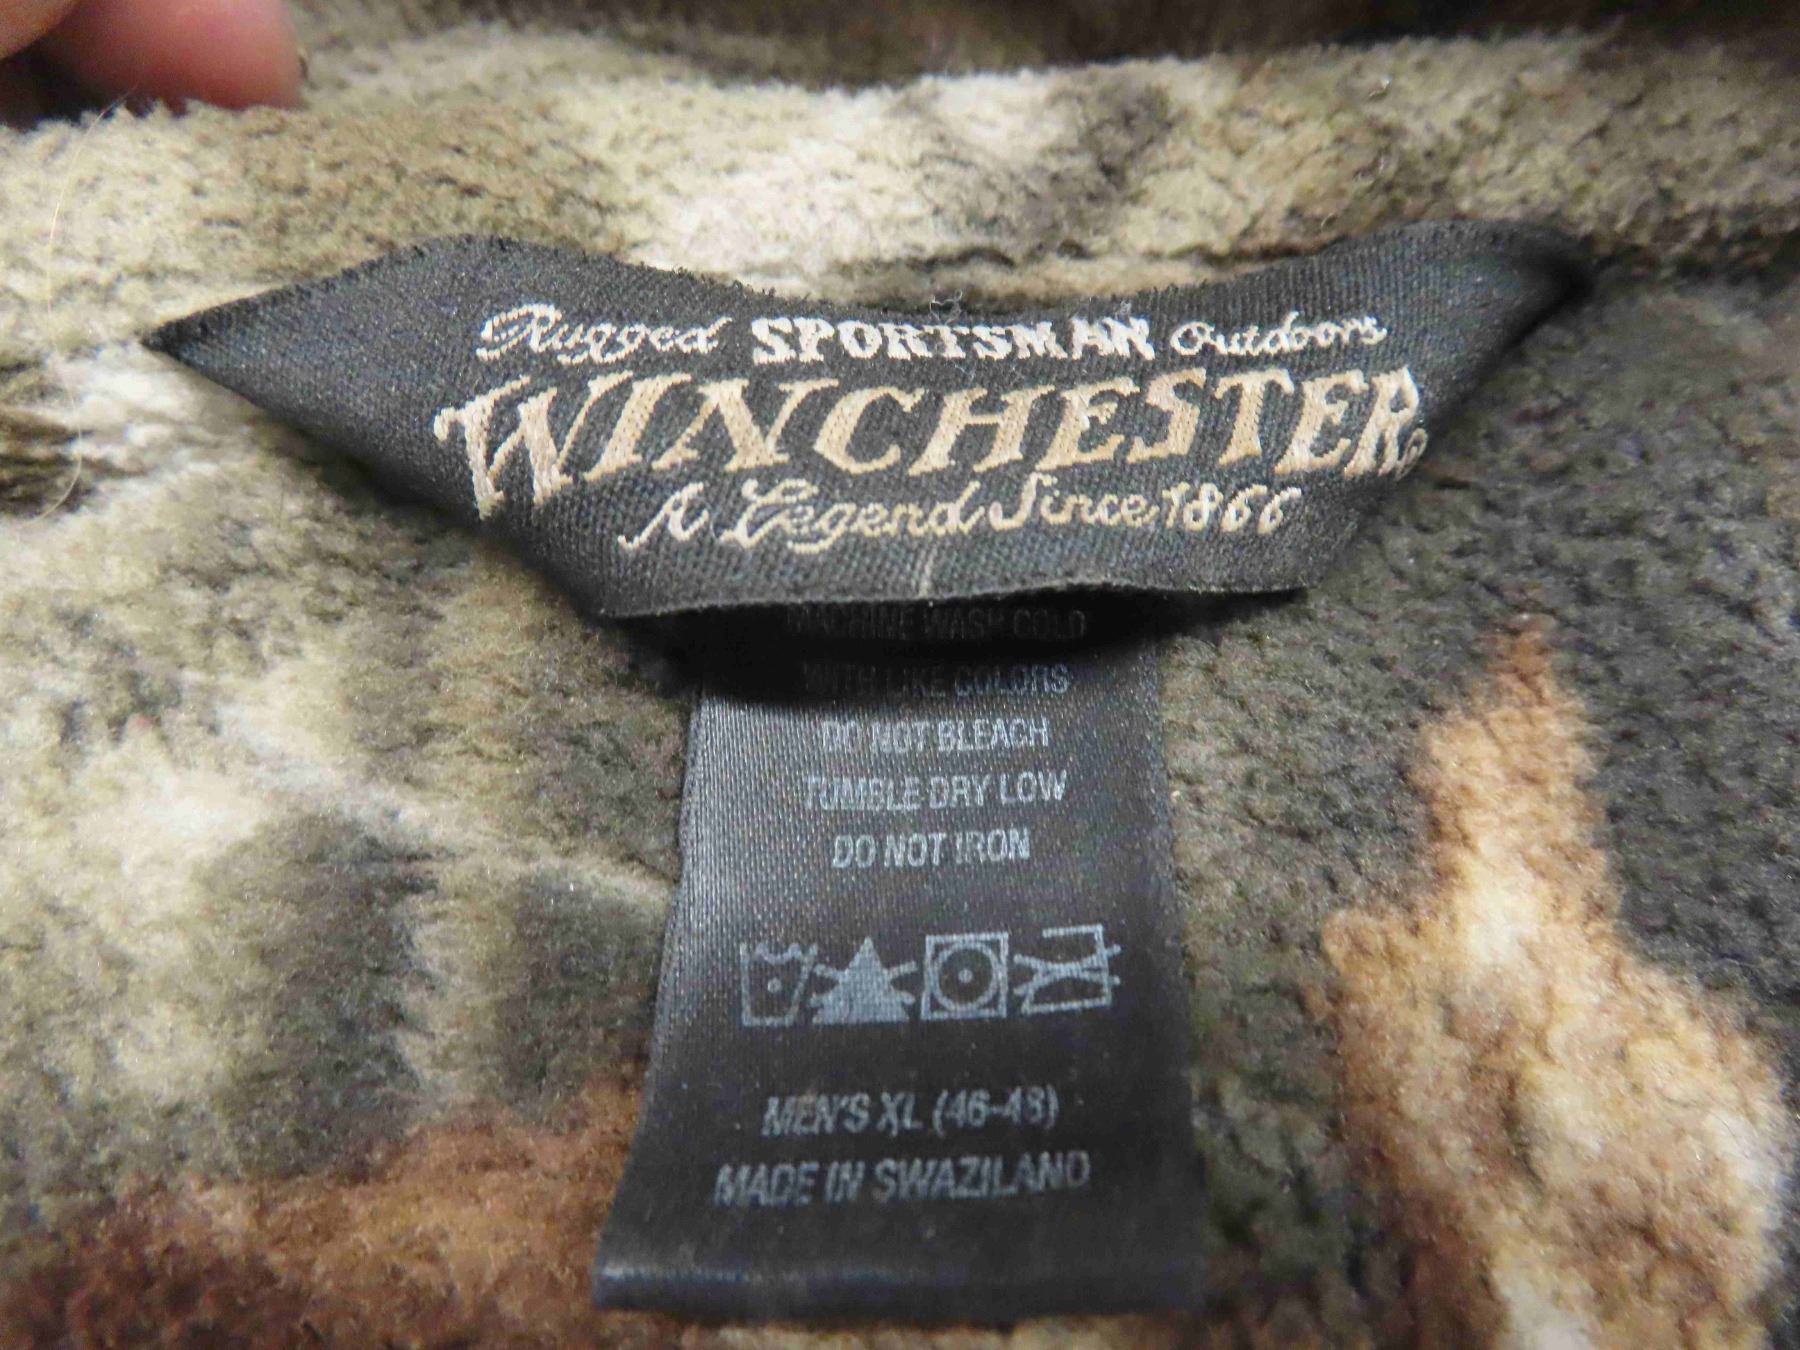 Rugged SPORTSMAN Outdoors
WINCHESTER®
A Legend Since 1866
MACHINE WASH COLD
WITH LIKE COLORS
DO NOT BLEACH
TUMBLE DRY LOW
DO NOT IRON
MEN'S XL (46-48)
MADE IN SWAZILAND